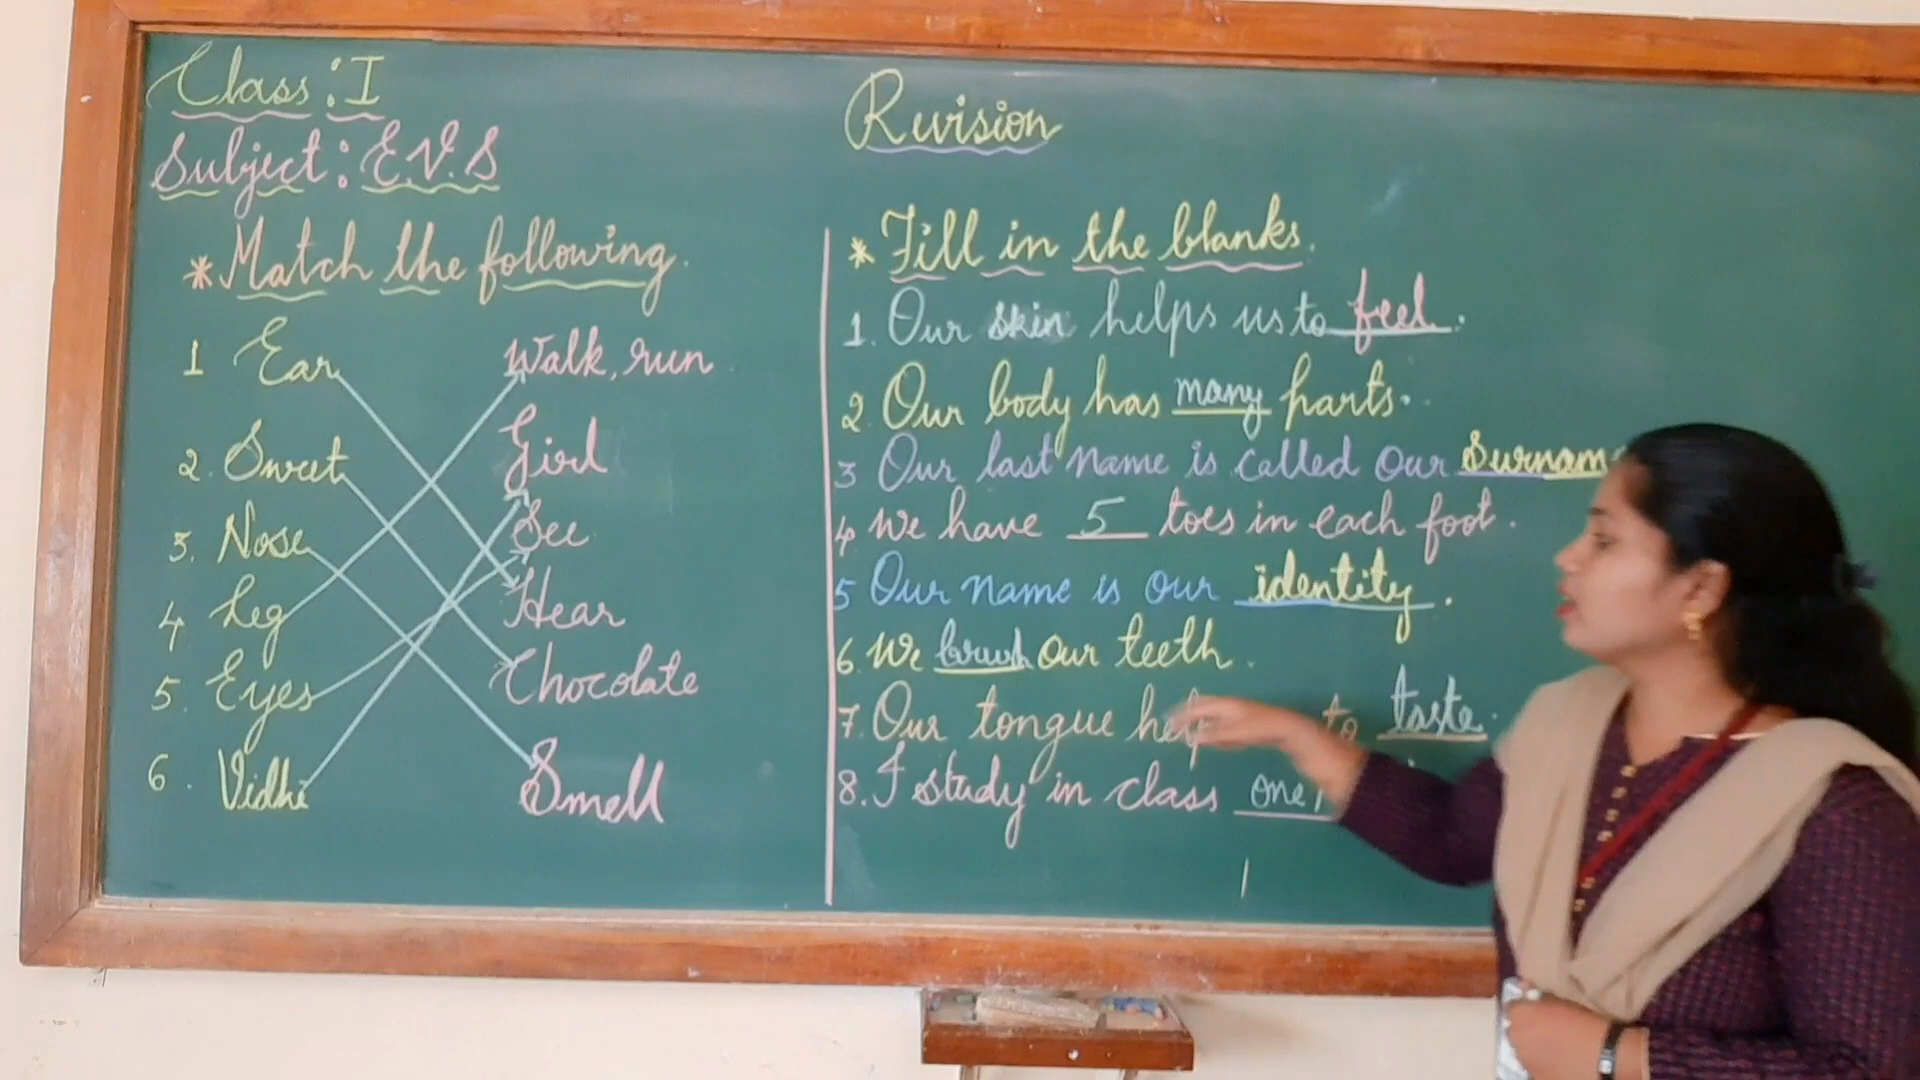 Class : I
Subject : E.V.S
* Match the following.
1 Ear
2. Sweet
3. Nose
4 Leg
5. Eyes
6. Vidhi
Walk, run
Girl
See
Hear
Chocolate
Smell
Revision
* Fill in the blanks.
1. Our skin helps us to feel.
2. Our body has many parts.
3 Our last name is called our Surnam
4 We have 5 toes in each foot.
5 Our name is our identity.
6. We brush our teeth.
7. Our tongue help to taste.
8. I study in class one